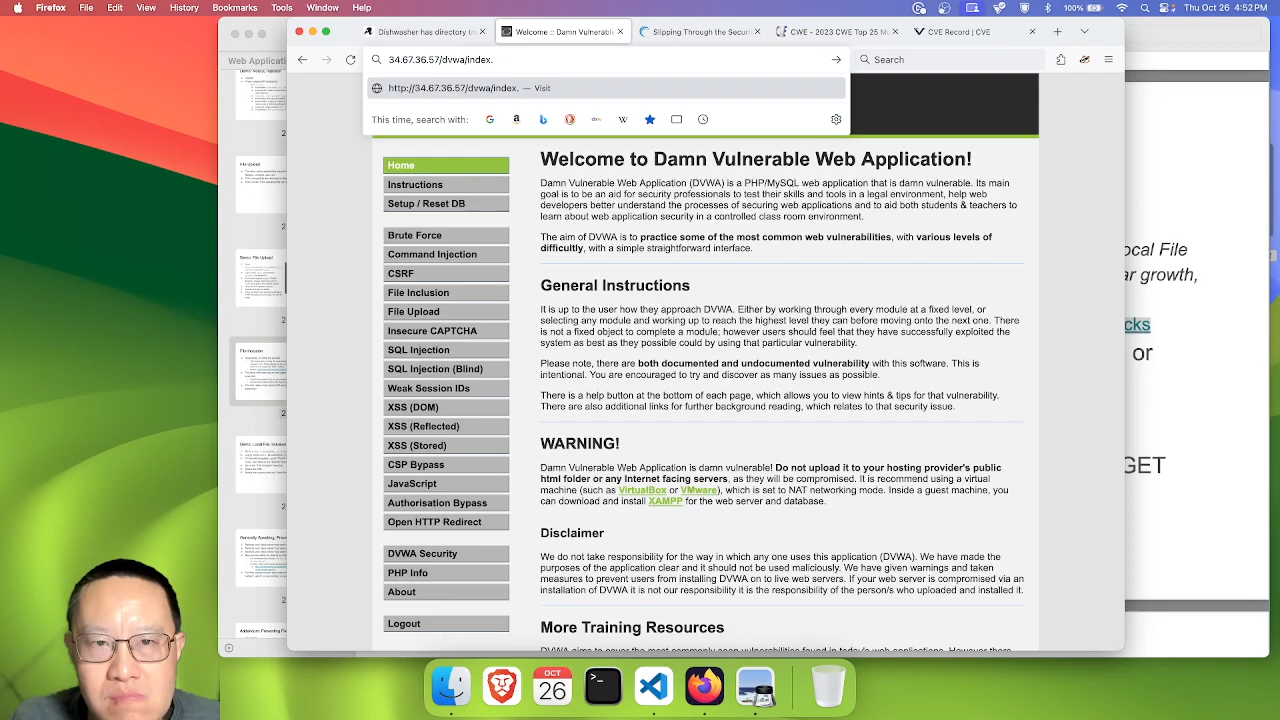 Firefox File Edit View History Bookmarks Tools Window Help
100% Thu Oct 26 4:52 PM
Dishwasher has directory tra
Welcome :: Damn Vulnerable
Slipping Through the Securit
CWE - 2023 CWE Top 25 Mo
CVE Record | CVE
34.67.36.57/dvwa/index.
Search
http://34.67.36.57/dvwa/index. — Visit
This time, search with:
Web Application
Home
Instructions
Setup / Reset DB
Brute Force
Command Injection
CSRF
File Inclusion
File Upload
Insecure CAPTCHA
SQL Injection
SQL Injection (Blind)
Weak Session IDs
XSS (DOM)
XSS (Reflected)
XSS (Stored)
CSP Bypass
JavaScript
Authorisation Bypass
Open HTTP Redirect
DVWA Security
PHP Info
About
Logout
Welcome to Damn Vulnerable Web Application!
Damn Vulnerable Web Application (DVWA) is a PHP/MySQL web application that is damn vulnerable. Its main
goal is to be an aid for security professionals to test their skills and tools in a legal environment, help web
developers better understand the processes of securing web applications and to aid both students & teachers to
learn about web application security in a controlled class room environment.
The aim of DVWA is to practice some of the most common web vulnerabilities, with various levels of
difficulty, with a simple straightforward interface.
General Instructions
It is up to the user how they approach DVWA. Either by working through every module at a fixed level, or
selecting any module and working up to reach the highest level they can before moving onto the next one. There
is not a fixed object to complete a module; however users should feel that they have successfully exploited the
system as best as they possible could by using that particular vulnerability.
Please note, there are both documented and undocumented vulnerability with this software. This is
intentional. You are encouraged to try and discover as many issues as possible.
There is a help button at the bottom of each page, which allows you to view hints & tips for that vulnerability.
There are also additional links for further background reading, which relates to that security issue.
WARNING!
Damn Vulnerable Web Application is damn vulnerable! Do not upload it to your hosting provider's public
html folder or any Internet facing servers, as they will be compromised. It is recommend using a virtual
machine (such as VirtualBox or VMware), which is set to NAT networking mode. Inside a guest machine, you
can download and install XAMPP for the web server and database.
Disclaimer
We do not take responsibility for the way in which any one uses this application (DVWA). We have made the
purposes of the application clear and it should not be used maliciously. We have given warnings and taken
measures to prevent users from installing DVWA on to live web servers. If your web server is compromised via an
installation of DVWA it is not our responsibility it is the responsibility of the person/s who uploaded and installed it.
More Training Resources
File Upload
Demo: File Upload
File Inclusion
Demo: Local File Inclusion
Generally Speaking, Prev
Addendum: Preventing File
ocal File
er growth,
cks
or
GET
OCT
26